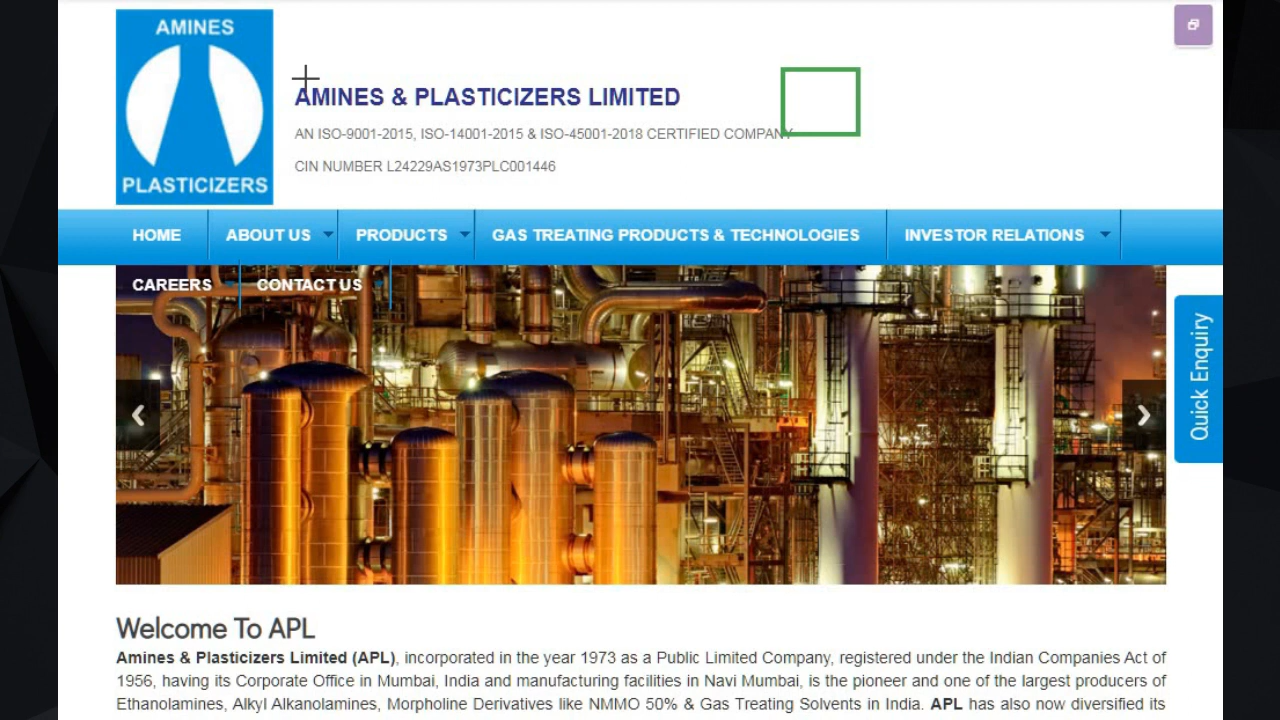 AMINES
PLASTICIZERS
AMINES & PLASTICIZERS LIMITED
AN ISO-9001-2015, ISO-14001-2015 & ISO-45001-2018 CERTIFIED COMPANY
CIN NUMBER L24229AS1973PLC001446
HOME ABOUT US PRODUCTS GAS TREATING PRODUCTS & TECHNOLOGIES INVESTOR RELATIONS
CAREERS CONTACT US
Quick Enquiry
Welcome To APL
Amines & Plasticizers Limited (APL), incorporated in the year 1973 as a Public Limited Company, registered under the Indian Companies Act of
1956, having its Corporate Office in Mumbai, India and manufacturing facilities in Navi Mumbai, is the pioneer and one of the largest producers of
Ethanolamines, Alkyl Alkanolamines, Morpholine Derivatives like NMMO 50% & Gas Treating Solvents in India. APL has also now diversified its